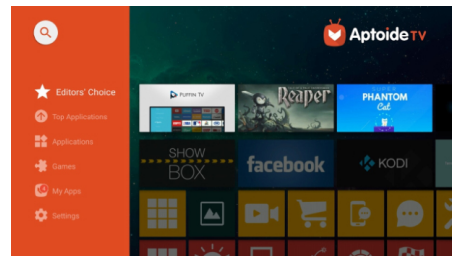 Aptoide TV
Editors' Choice
Top Applications
Applications
Games
My Apps
Settings
PUFFIN TV
Reaper
SUPER
PHANTOM
Cat
SHOW
BOX
facebook
KODI